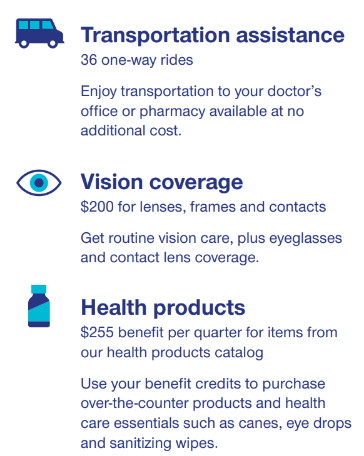 Transportation assistance
36 one-way rides
Enjoy transportation to your doctor's
office or pharmacy available at no
additional cost.
Vision coverage
$200 for lenses, frames and contacts
Get routine vision care, plus eyeglasses
and contact lens coverage.
Health products
$255 benefit per quarter for items from
our health products catalog
Use your benefit credits to purchase
over-the-counter products and health
care essentials such as canes, eye drops
and sanitizing wipes.